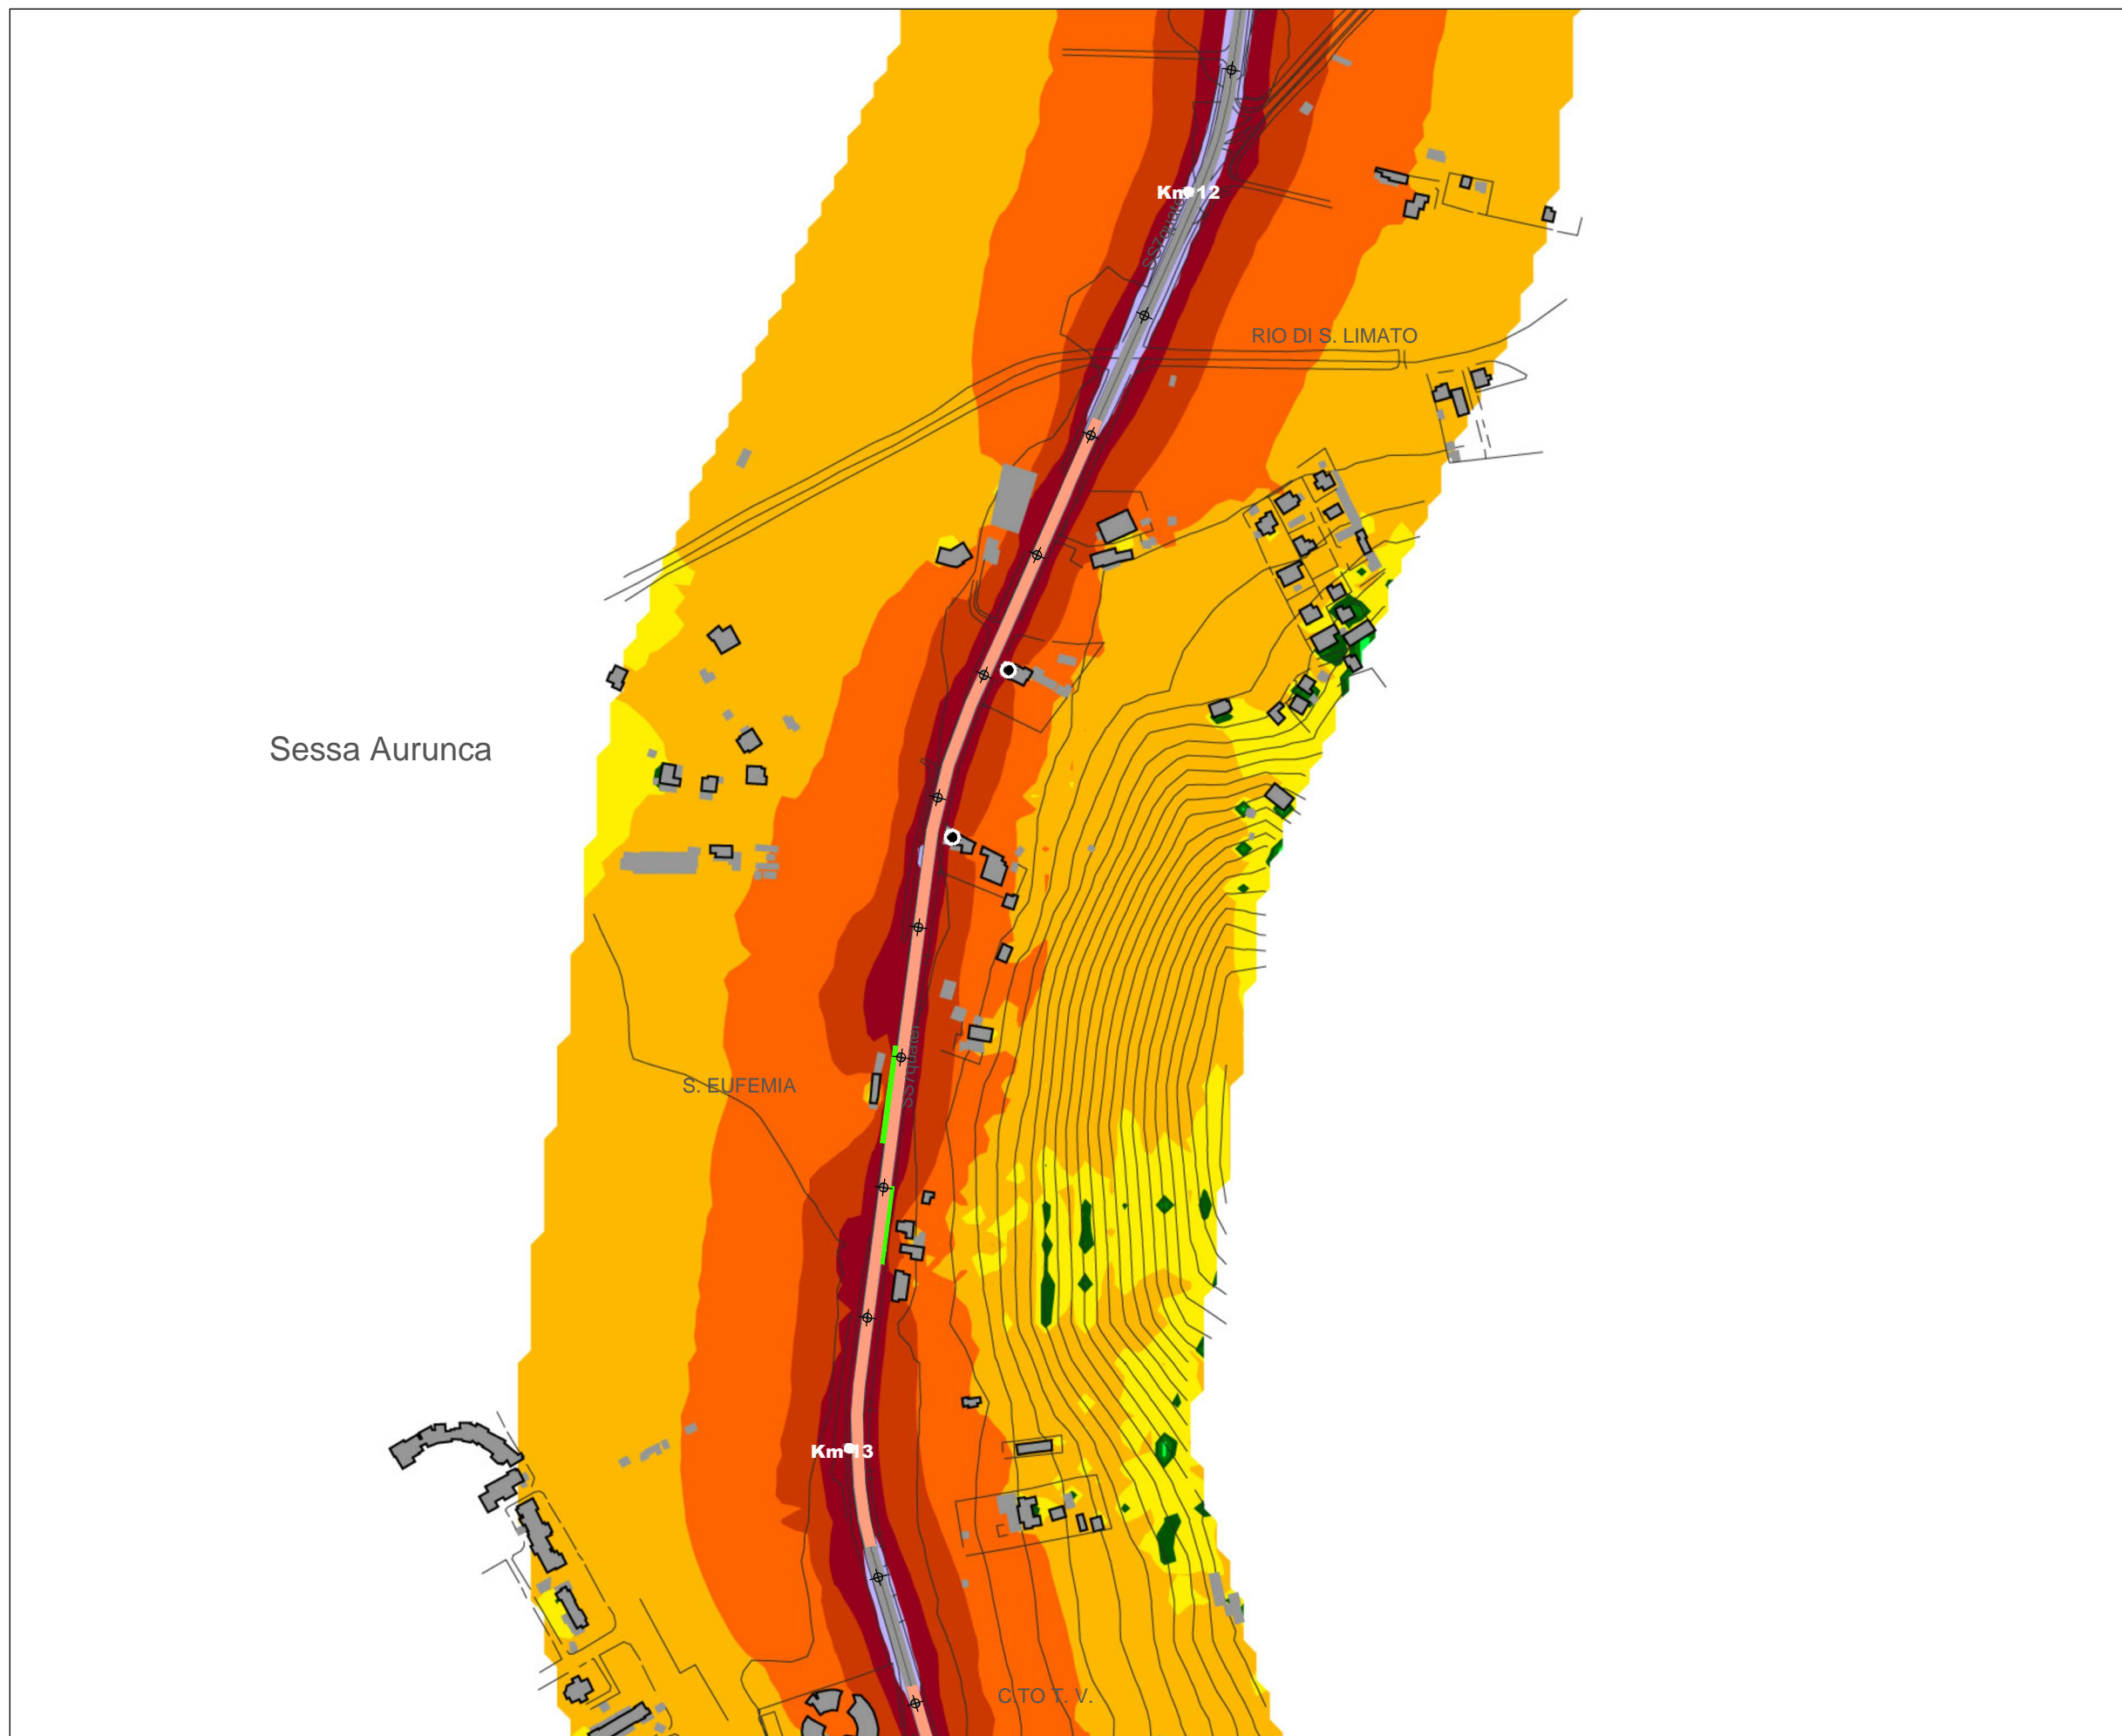 Km 12
SS7quater
RIO DI S. LIMATO
Sessa Aurunca
SS7quater
S. EUFEMIA
Km 13
C.TO T. V.